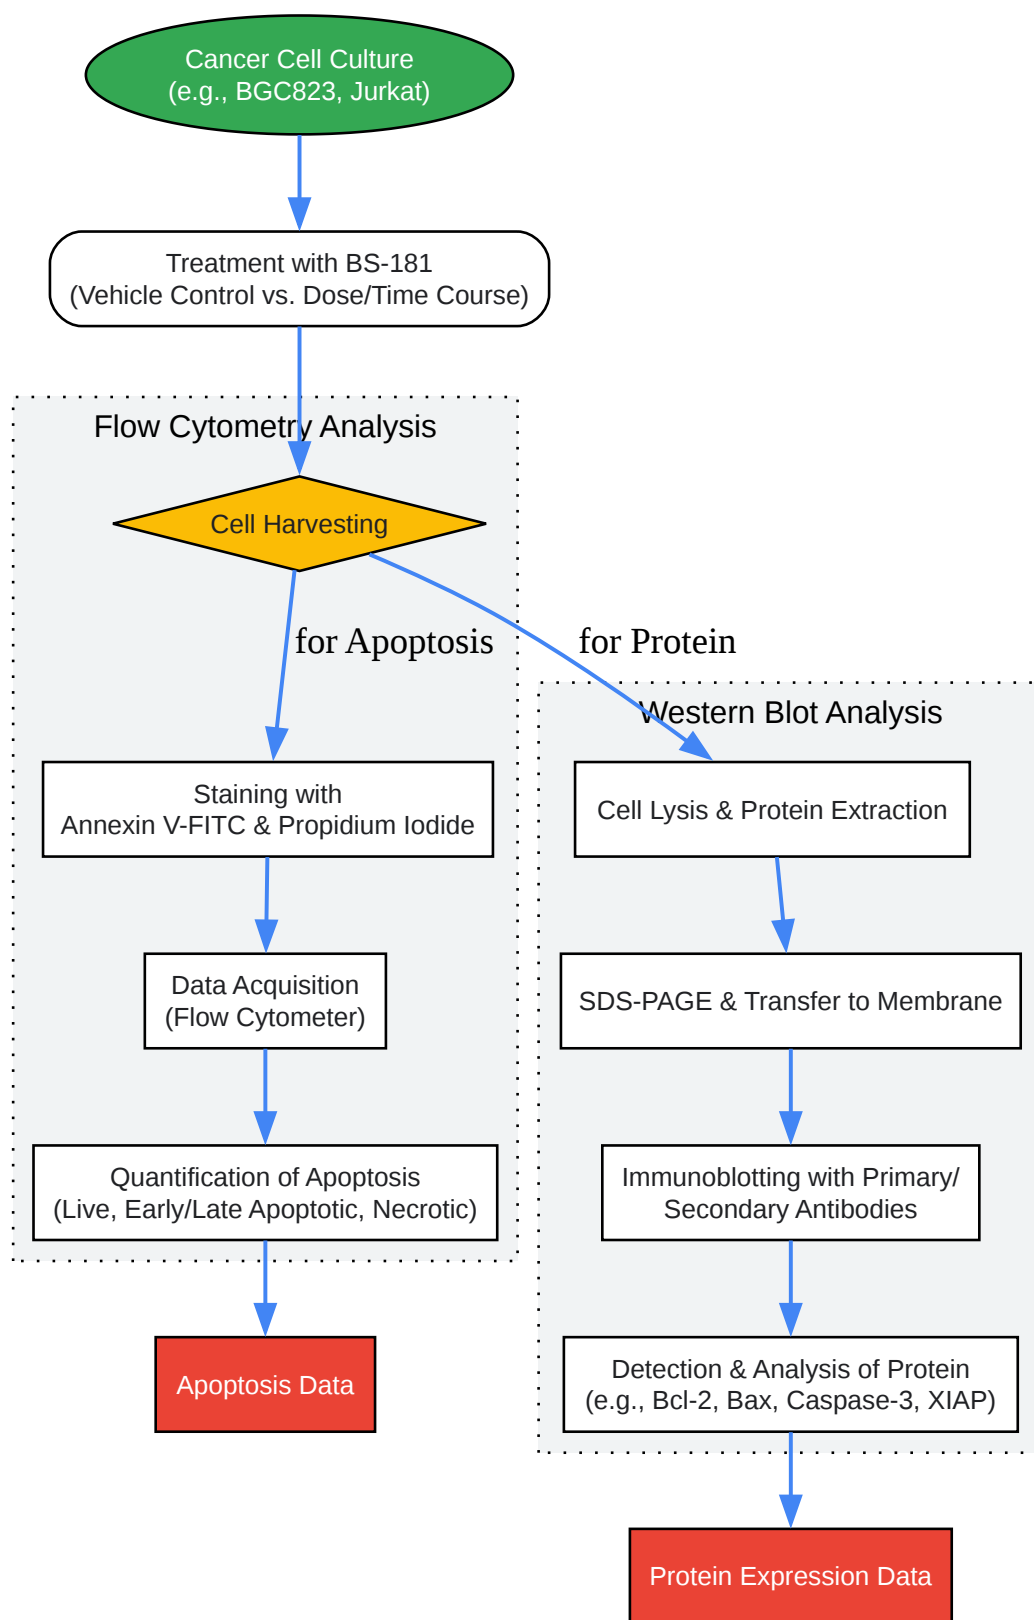 Cancer Cell Culture
(e.g., BGC823, Jurkat)
Treatment with BS-181
(Vehicle Control vs. Dose/Time Course)
Flow Cytometry Analysis
Cell Harvesting
for Apoptosis
for Protein
Western Blot Analysis
Staining with
Annexin V-FITC & Propidium Iodide
Cell Lysis & Protein Extraction
Data Acquisition
(Flow Cytometer)
SDS-PAGE & Transfer to Membrane
Quantification of Apoptosis
(Live, Early/Late Apoptotic, Necrotic)
Immunoblotting with Primary/
Secondary Antibodies
Apoptosis Data
Detection & Analysis of Protein
(e.g., Bcl-2, Bax, Caspase-3, XIAP)
Protein Expression Data